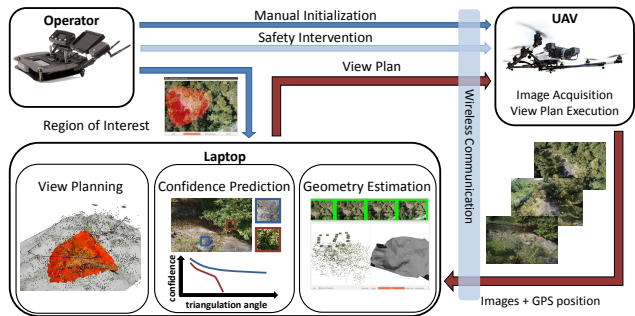 Operator
Manual Initialization
UAV
Safety Intervention
View Plan
Image Acquisition
View Plan Execution
Region of Interest
Wireless Communication
Laptop
View Planning
Confidence Prediction
Geometry Estimation
confidence
triangulation angle
Images + GPS position